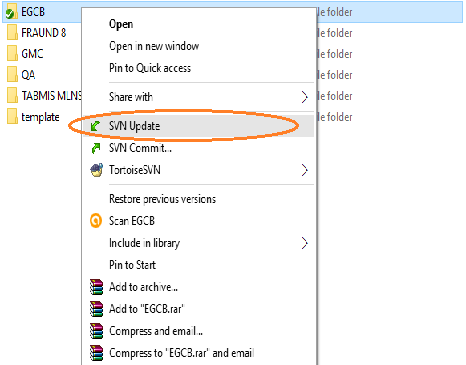 EGCB
Open
le folder
FRAUND 8
Open in new window
le folder
GMC
Pin to Quick access
le folder
QA
le folder
TABMIS MLNS
Share with
le folder
template
SVN Update
le folder
SVN Commit...
TortoiseSVN
Restore previous versions
Scan EGCB
Include in library
Pin to Start
Add to archive...
Add to "EGCB.rar"
Compress and email...
Compress to "EGCB.rar" and email